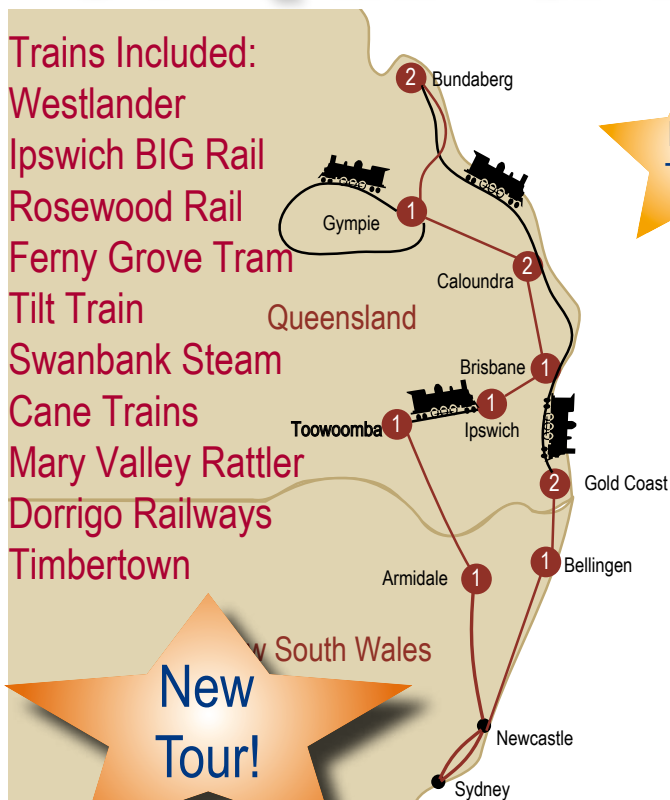 Trains Included:
Westlander
Ipswich BIG Rail
Rosewood Rail
Ferny Grove Tram
Tilt Train
Swanbank Steam
Cane Trains
Mary Valley Rattler
Dorrigo Railways
Timbertown
2 Bundaberg
Gympie 1
Caloundra 2
Queensland
Brisbane 1
Toowoomba 1
Ipswich 1
2 Gold Coast
Armidale 1
1 Bellingen
South Wales
New
Tour!
Newcastle
Sydney